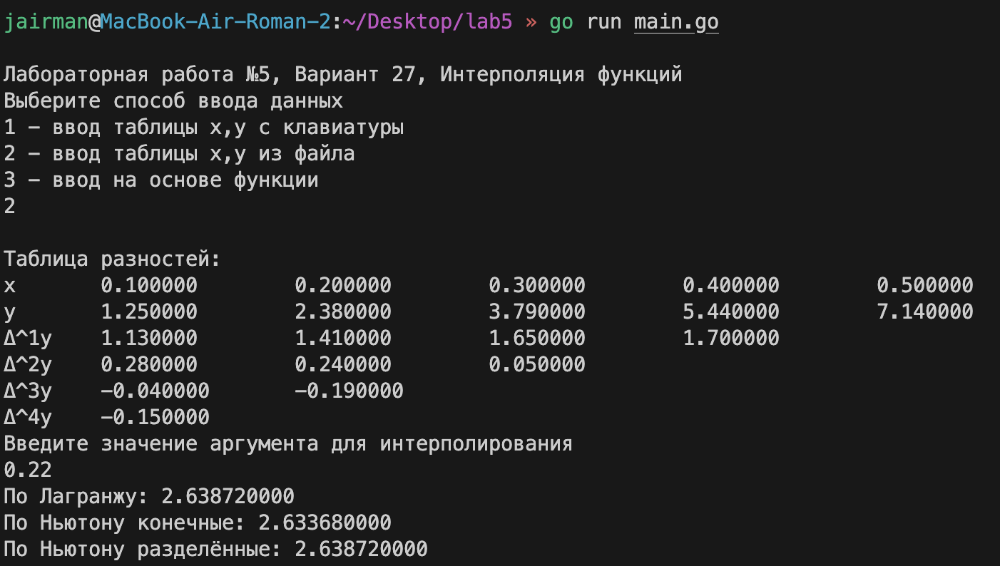 jairman@MacBook-Air-Roman-2:~/Desktop/lab5 » go run main.go
Лабораторная работа №5, Вариант 27, Интерполяция функций
Выберите способ ввода данных
1 – ввод таблицы x,y с клавиатуры
2 – ввод таблицы x,y из файла
3 – ввод на основе функции
2
Таблица разностей:
x 0.100000 0.200000 0.300000 0.400000 0.500000
y 1.250000 2.380000 3.790000 5.440000 7.140000
Δ^1y 1.130000 1.410000 1.650000 1.700000
Δ^2y 0.280000 0.240000 0.050000
Δ^3y -0.040000 -0.190000
Δ^4y -0.150000
Введите значение аргумента для интерполирования
0.22
По Лагранжу: 2.638720000
По Ньютону конечные: 2.633680000
По Ньютону разделённые: 2.638720000